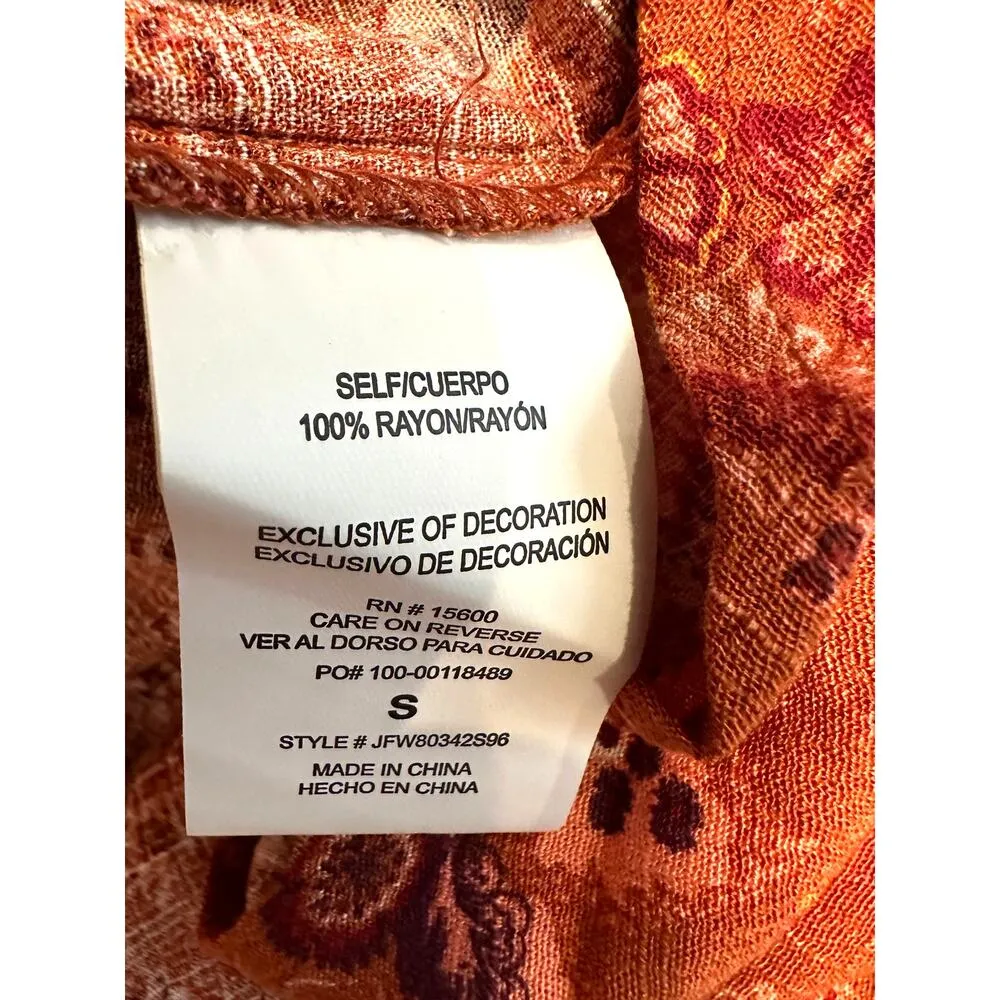 SELF/CUERPO
100% RAYON/RAYÓN
EXCLUSIVE OF DECORATION
EXCLUSIVO DE DECORACIÓN
RN # 15600
CARE ON REVERSE
VER AL DORSO PARA CUIDADO
PO# 100-00118489
S
STYLE # JFW80342S96
MADE IN CHINA
HECHO EN CHINA